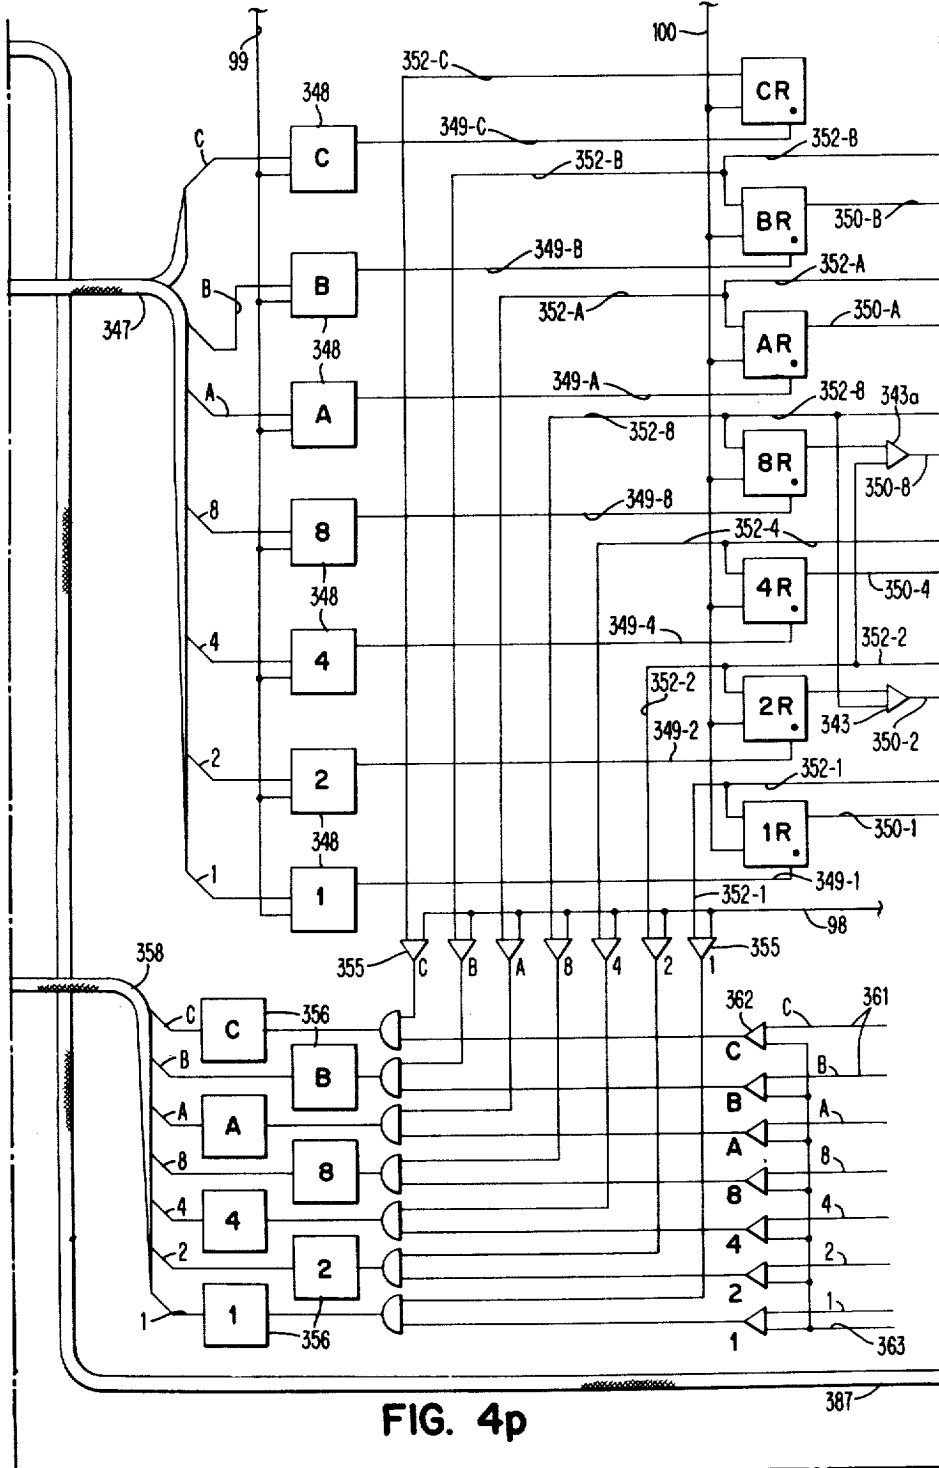 99
100
352-C
CR
348
C
C
349-C
352-B
352-B
BR
350-B
B
B
349-B
352-A
347
348
352-A
350-A
AR
A
A
349-A
352-8
343a
352-8
8R
350-8
8
8
349-8
352-4
348
4R
350-4
4
4
349-4
352-2
352-2
2R
343
350-2
2
2
349-2
352-1
348
1R
350-1
1
1
349-1
352-1
98
358
355
C
B
A
8
4
2
1
355
C
C
356
362
C
361
C
B
B
B
B
A
A
A
A
8
8
8
8
4
4
4
4
2
2
2
2
1
1
356
1
1
363
387
FIG. 4p